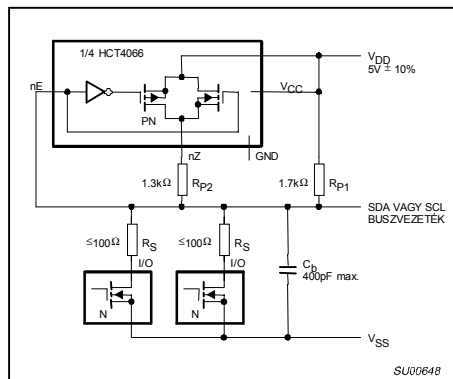 1/4 HCT4066
nE
PN
VCC
VDD
5V ± 10%
nZ
GND
1.3kΩ
RP2
1.7kΩ
RP1
SDA VAGY SCL
BUSZVEZETÉK
≤100Ω
RS
I/O
N
≤100Ω
RS
I/O
N
Cb
400pF max.
VSS
SU00648